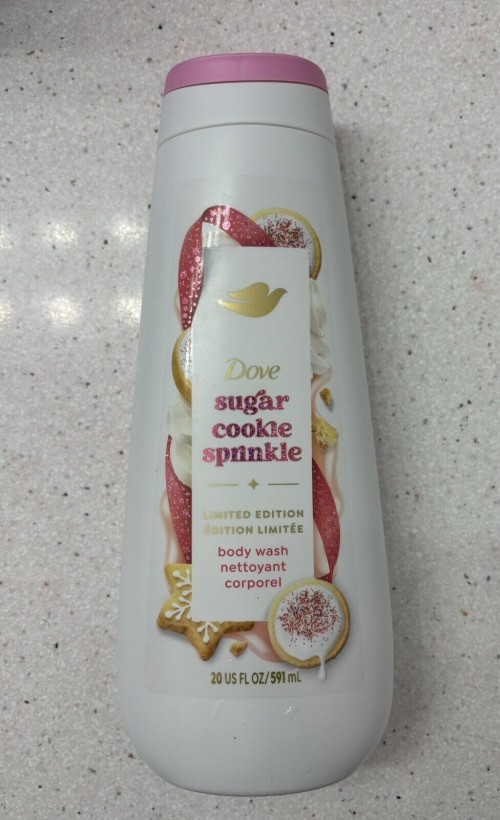 Dove
sugar
cookie
sprinkle
LIMITED EDITION
ÉDITION LIMITÉE
body wash
nettoyant
corporel
20 US FL OZ/591 mL